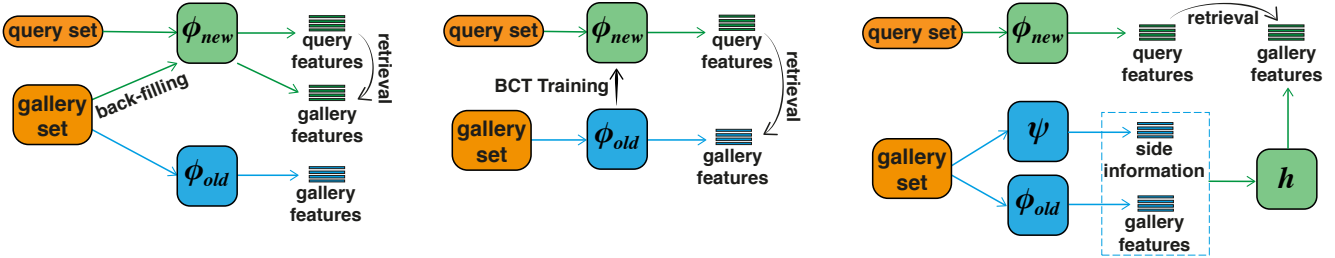 query set
ϕnew
query
features
retrieval
back-filling
gallery
set
gallery
features
ϕold
gallery
features
query set
ϕnew
query
features
retrieval
BCT Training
gallery
set
ϕold
gallery
features
query set
ϕnew
query
features
retrieval
gallery
features
gallery
set
ψ
side
information
ϕold
gallery
features
h